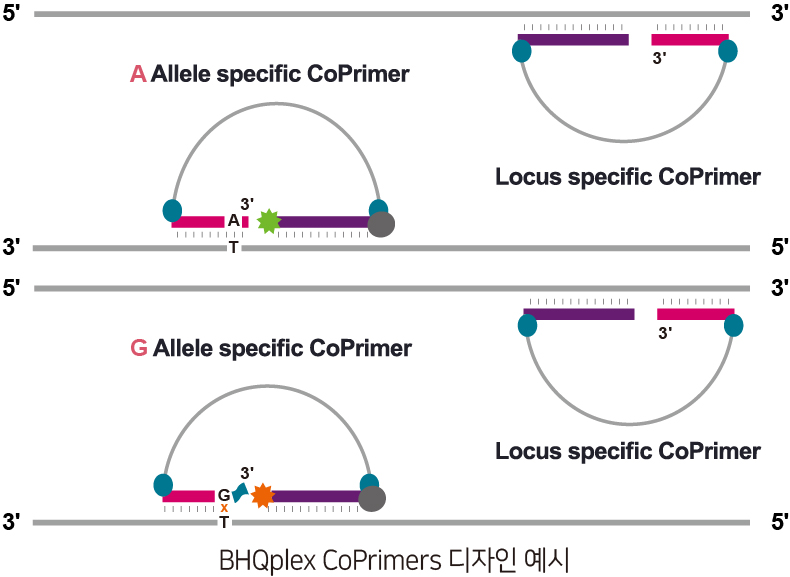 5' 3'
A Allele specific CoPrimer
3'
Locus specific CoPrimer
3'
A
T
3' 5'
5' 3'
3'
G Allele specific CoPrimer
Locus specific CoPrimer
3'
G
x
T
3' 5'
BHQplex CoPrimers 디자인 예시